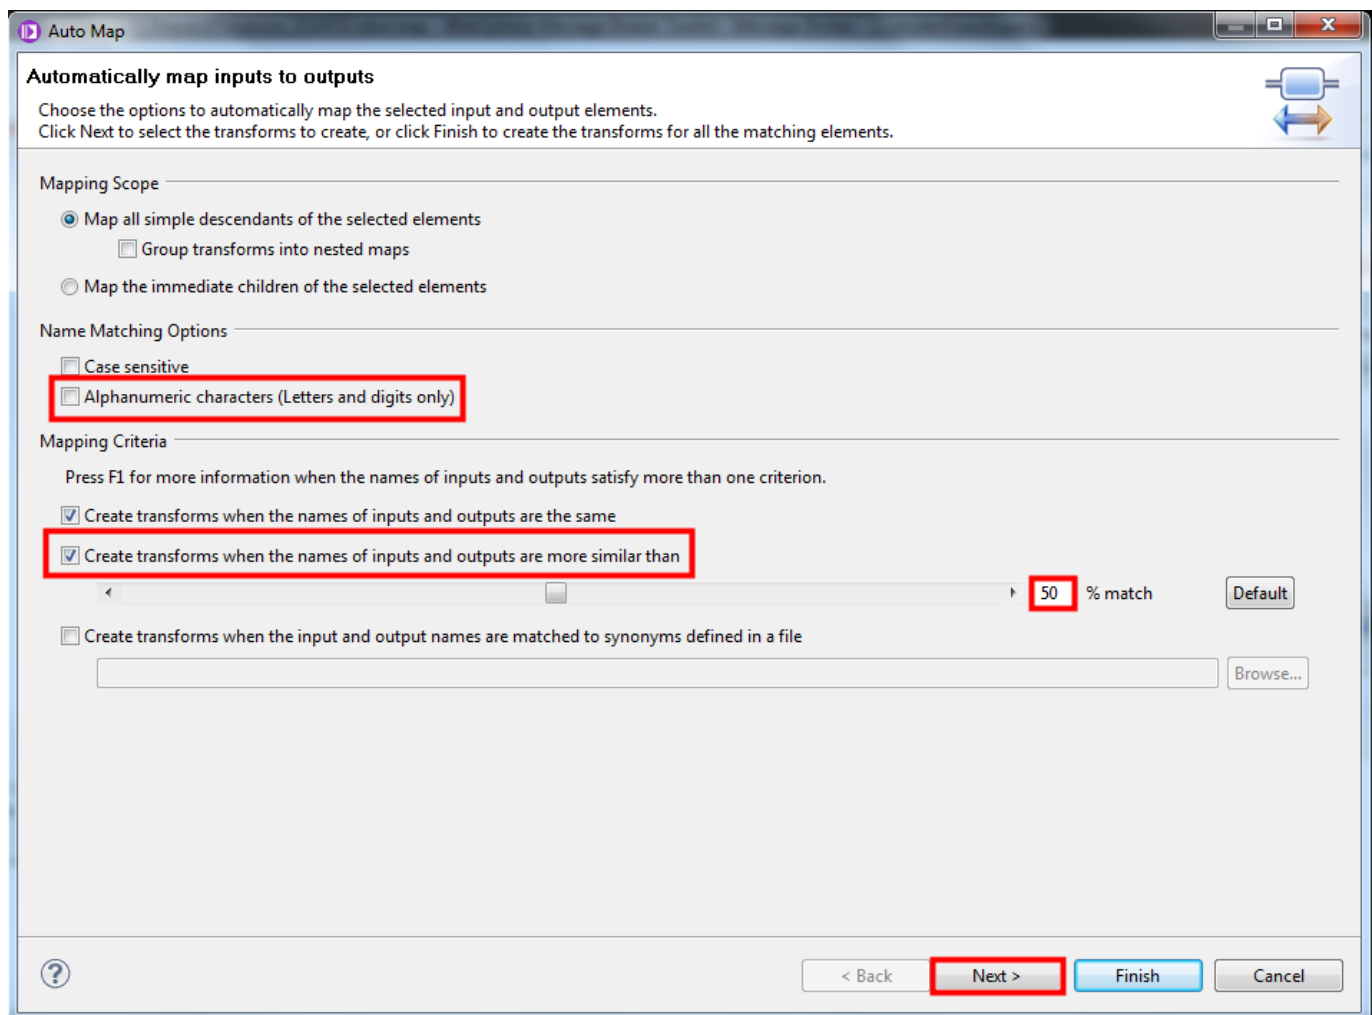 Auto Map
Automatically map inputs to outputs
Choose the options to automatically map the selected input and output elements.
Click Next to select the transforms to create, or click Finish to create the transforms for all the matching elements.
Mapping Scope
Map all simple descendants of the selected elements
Group transforms into nested maps
Map the immediate children of the selected elements
Name Matching Options
Case sensitive
Alphanumeric characters (Letters and digits only)
Mapping Criteria
Press F1 for more information when the names of inputs and outputs satisfy more than one criterion.
Create transforms when the names of inputs and outputs are the same
Create transforms when the names of inputs and outputs are more similar than
50 % match Default
Create transforms when the input and output names are matched to synonyms defined in a file
Browse...
? < Back Next > Finish Cancel